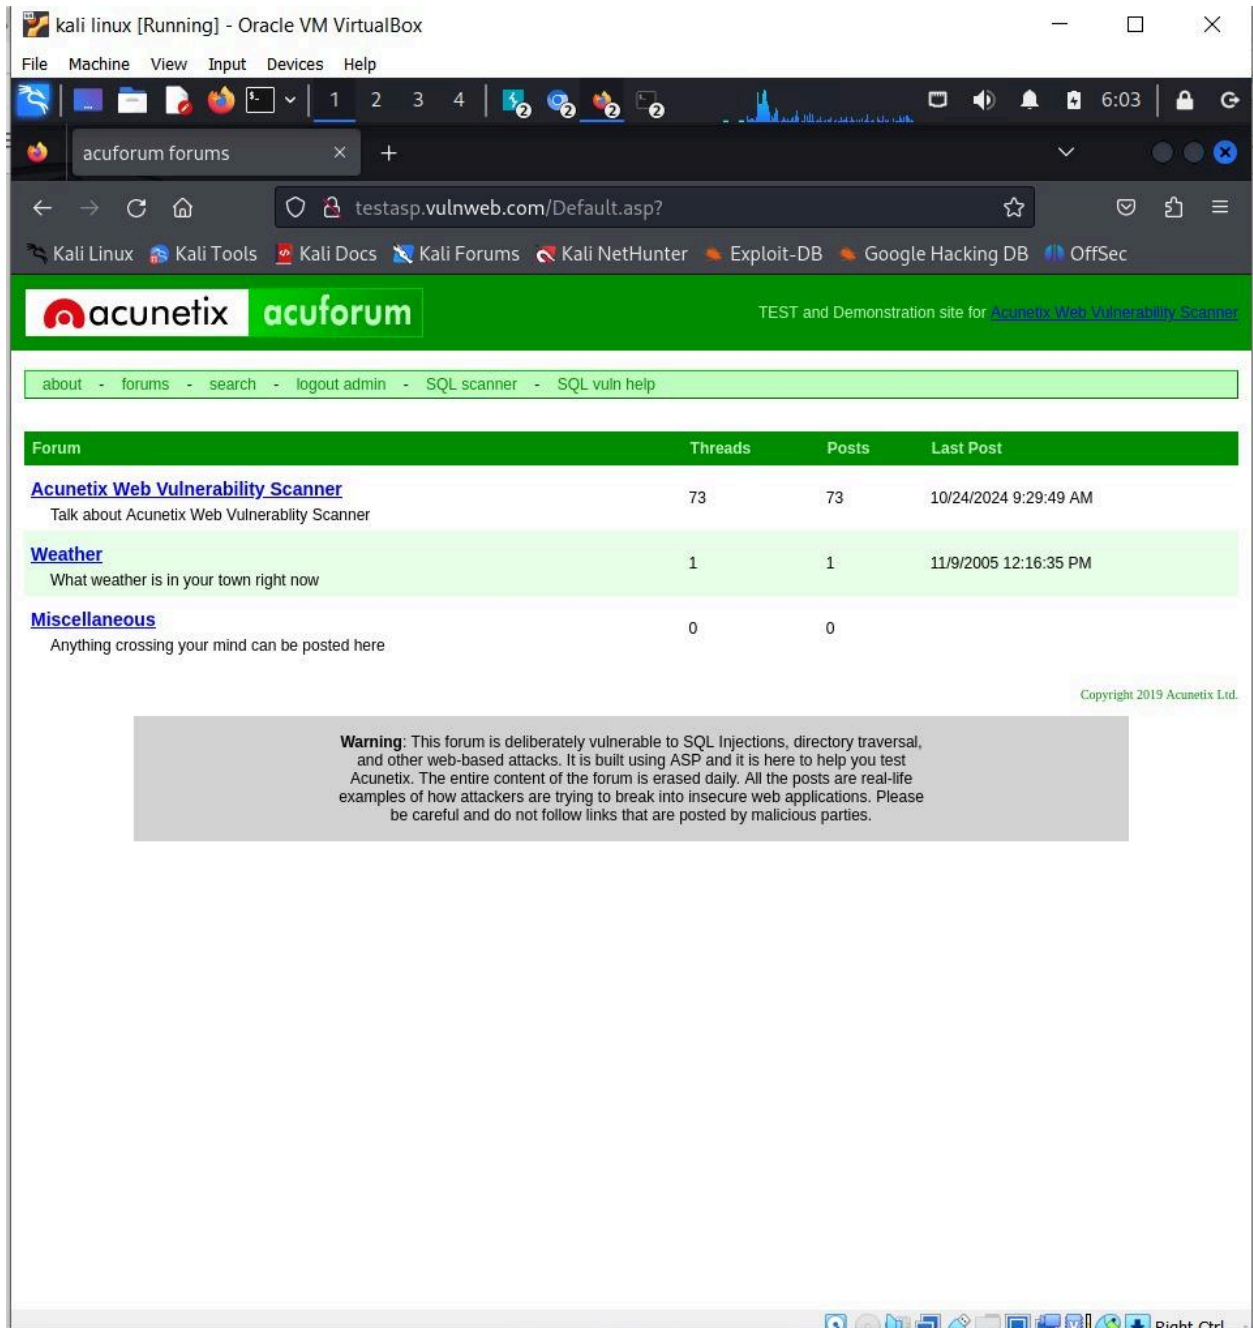 kali linux [Running] - Oracle VM VirtualBox
File Machine View Input Devices Help
1 2 3 4 2 2 2 2 6:03
acuforum forums
testasp.vulnweb.com/Default.asp?
Kali Linux Kali Tools Kali Docs Kali Forums Kali NetHunter Exploit-DB Google Hacking DB OffSec
acunetix acuforum TEST and Demonstration site for Acunetix Web Vulnerability Scanner
about - forums - search - logout admin - SQL scanner - SQL vuln help
Forum Threads Posts Last Post
Acunetix Web Vulnerability Scanner
Talk about Acunetix Web Vulnerablity Scanner
73 73 10/24/2024 9:29:49 AM
Weather
What weather is in your town right now
1 1 11/9/2005 12:16:35 PM
Miscellaneous
Anything crossing your mind can be posted here
0 0
Copyright 2019 Acunetix Ltd.
Warning: This forum is deliberately vulnerable to SQL Injections, directory traversal,
and other web-based attacks. It is built using ASP and it is here to help you test
Acunetix. The entire content of the forum is erased daily. All the posts are real-life
examples of how attackers are trying to break into insecure web applications. Please
be careful and do not follow links that are posted by malicious parties.
Right Ctrl